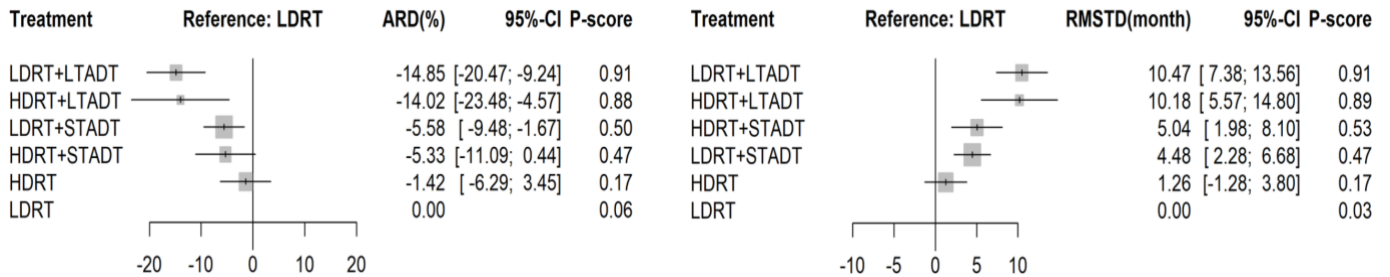 Treatment Reference: LDRT ARD(%) 95%-CI P-score
LDRT+LTADT -14.85 [-20.47; -9.24] 0.91
HDRT+LTADT -14.02 [-23.48; -4.57] 0.88
LDRT+STADT -5.58 [ -9.48; -1.67] 0.50
HDRT+STADT -5.33 [-11.09; 0.44] 0.47
HDRT -1.42 [ -6.29; 3.45] 0.17
LDRT 0.00 0.06
-20 -10 0 10 20
Treatment Reference: LDRT RMSTD(month) 95%-CI P-score
LDRT+LTADT 10.47 [ 7.38; 13.56] 0.91
HDRT+LTADT 10.18 [ 5.57; 14.80] 0.89
HDRT+STADT 5.04 [ 1.98; 8.10] 0.53
LDRT+STADT 4.48 [ 2.28; 6.68] 0.47
HDRT 1.26 [-1.28; 3.80] 0.17
LDRT 0.00 0.03
-10 -5 0 5 10